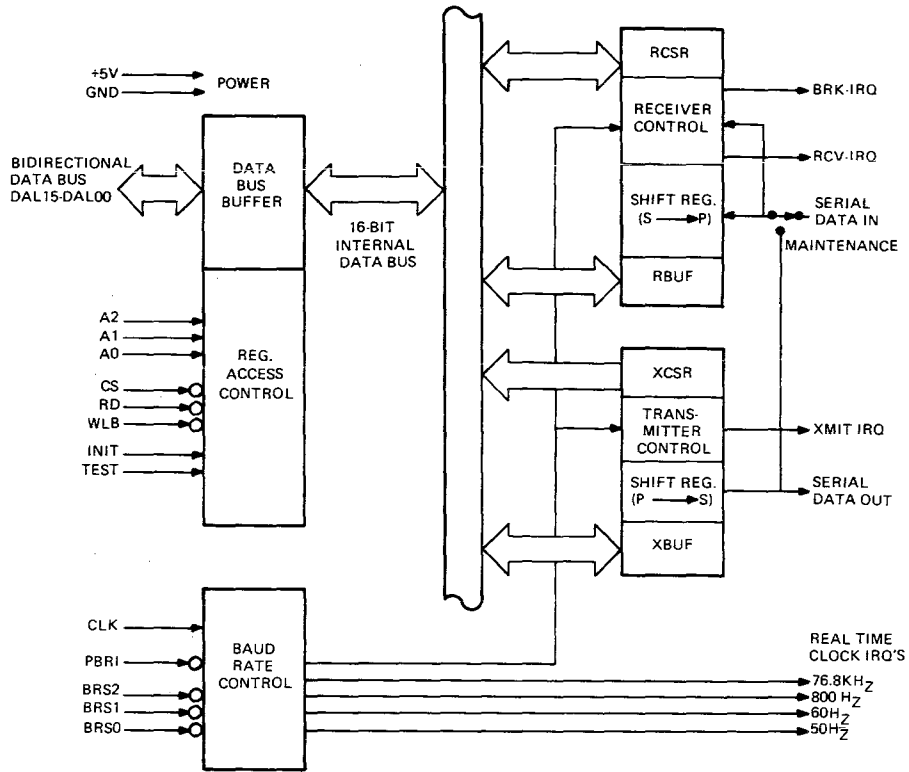 +5V
GND
POWER
BIDIRECTIONAL
DATA BUS
DAL15-DAL00
DATA
BUS
BUFFER
16-BIT
INTERNAL
DATA BUS
A2
A1
A0
CS
RD
WLB
INIT
TEST
REG.
ACCESS
CONTROL
RCSR
RECEIVER
CONTROL
SHIFT REG.
(S P)
RBUF
BRK-IRQ
RCV-IRQ
SERIAL
DATA IN
MAINTENANCE
XCSR
TRANS-
MITTER
CONTROL
SHIFT REG.
(P S)
XBUF
XMIT IRQ
SERIAL
DATA OUT
CLK
PBRI
BRS2
BRS1
BRS0
BAUD
RATE
CONTROL
REAL TIME
CLOCK IRQ'S
76.8KHZ
800 HZ
60HZ
50HZ